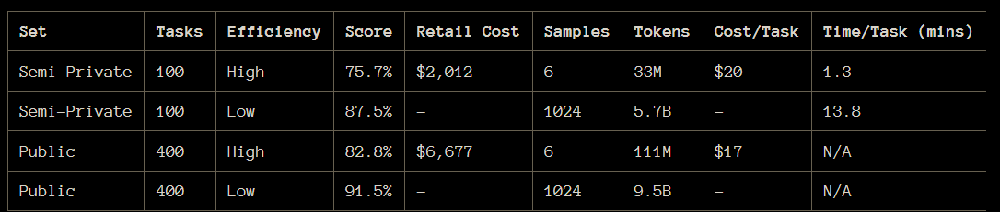 Set Tasks Efficiency Score Retail Cost Samples Tokens Cost/Task Time/Task (mins)
Semi-Private 100 High 75.7% $2,012 6 33M $20 1.3
Semi-Private 100 Low 87.5% – 1024 5.7B – 13.8
Public 400 High 82.8% $6,677 6 111M $17 N/A
Public 400 Low 91.5% – 1024 9.5B – N/A